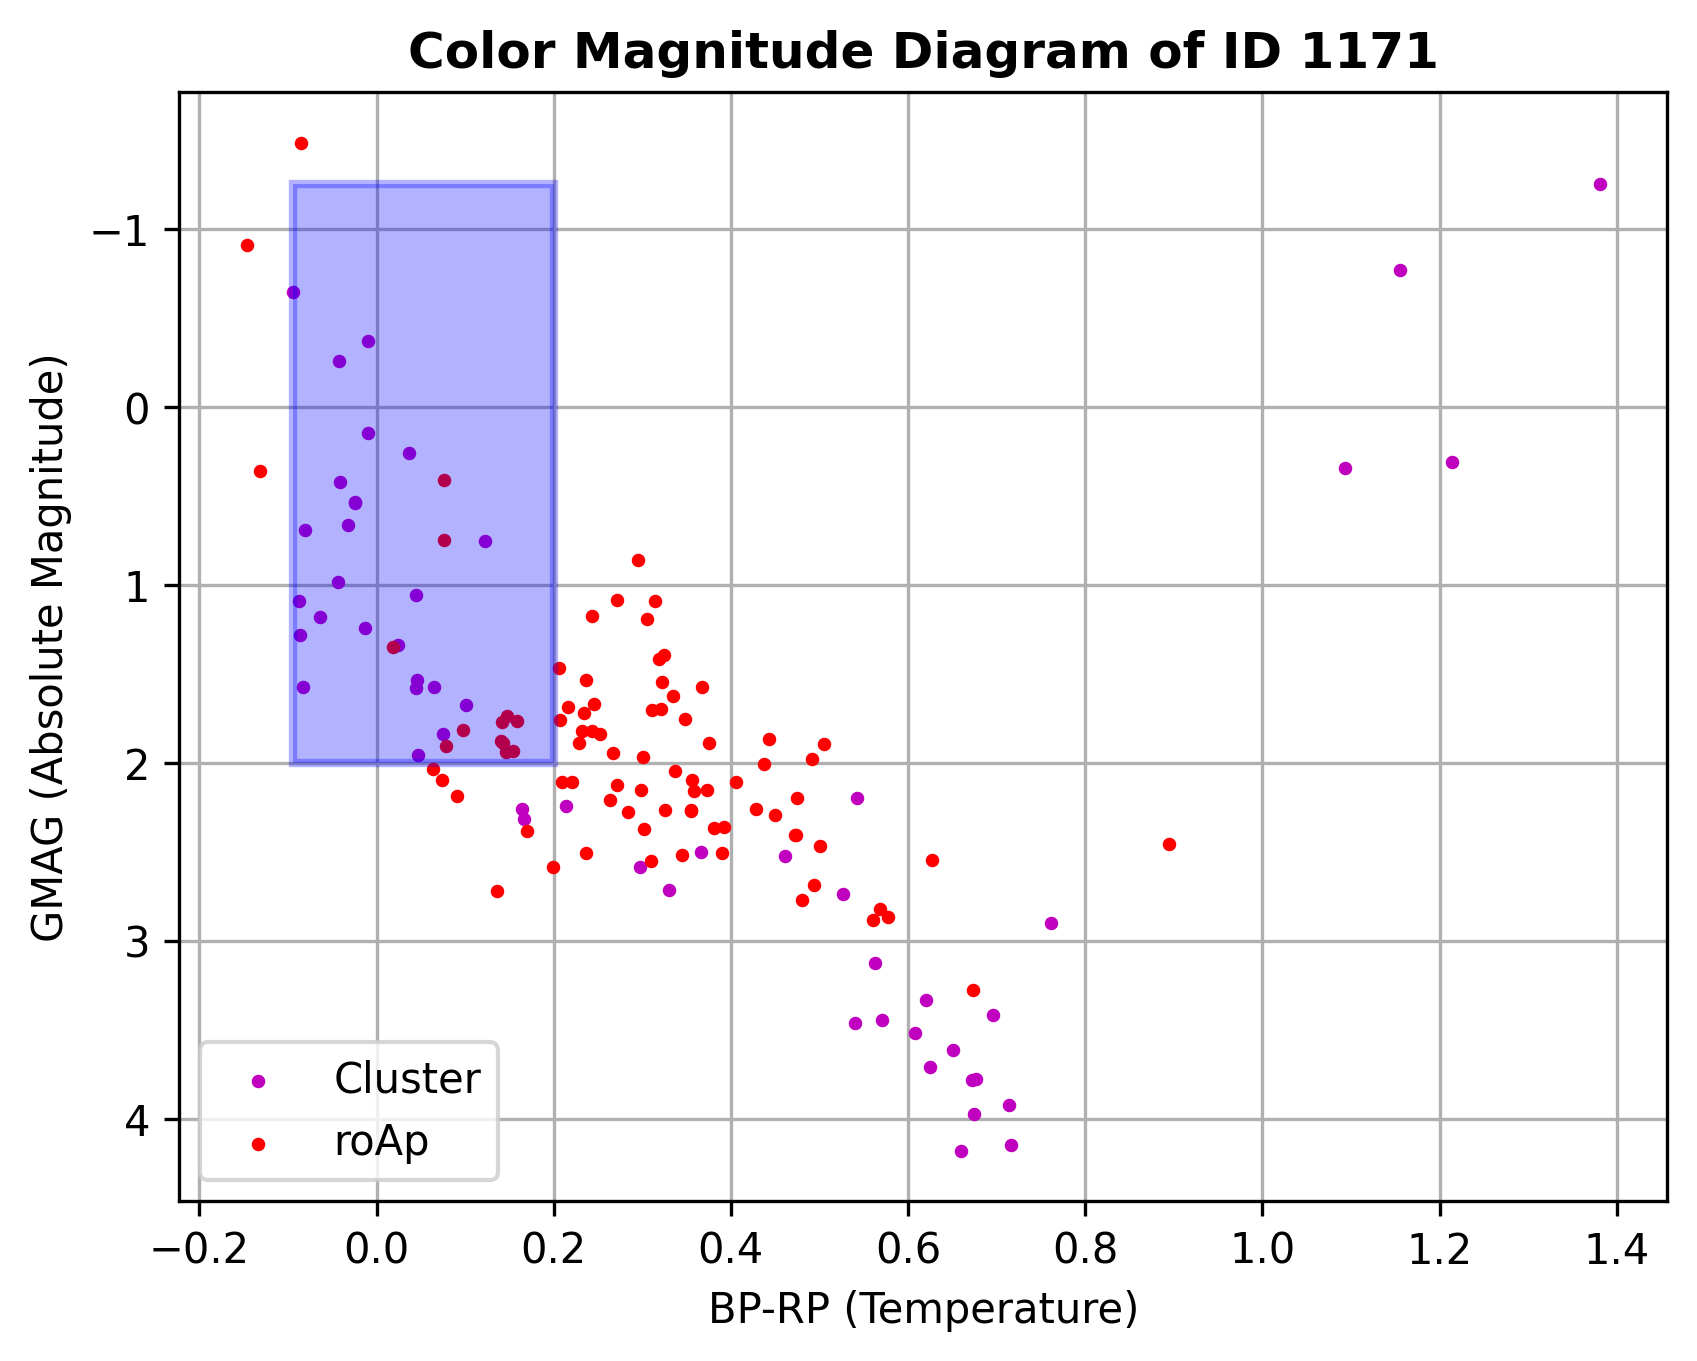 Color Magnitude Diagram of ID 1171
GMAG (Absolute Magnitude)
−1
0
1
2
3
4
Cluster
roAp
−0.2 0.0 0.2 0.4 0.6 0.8 1.0 1.2 1.4
BP-RP (Temperature)